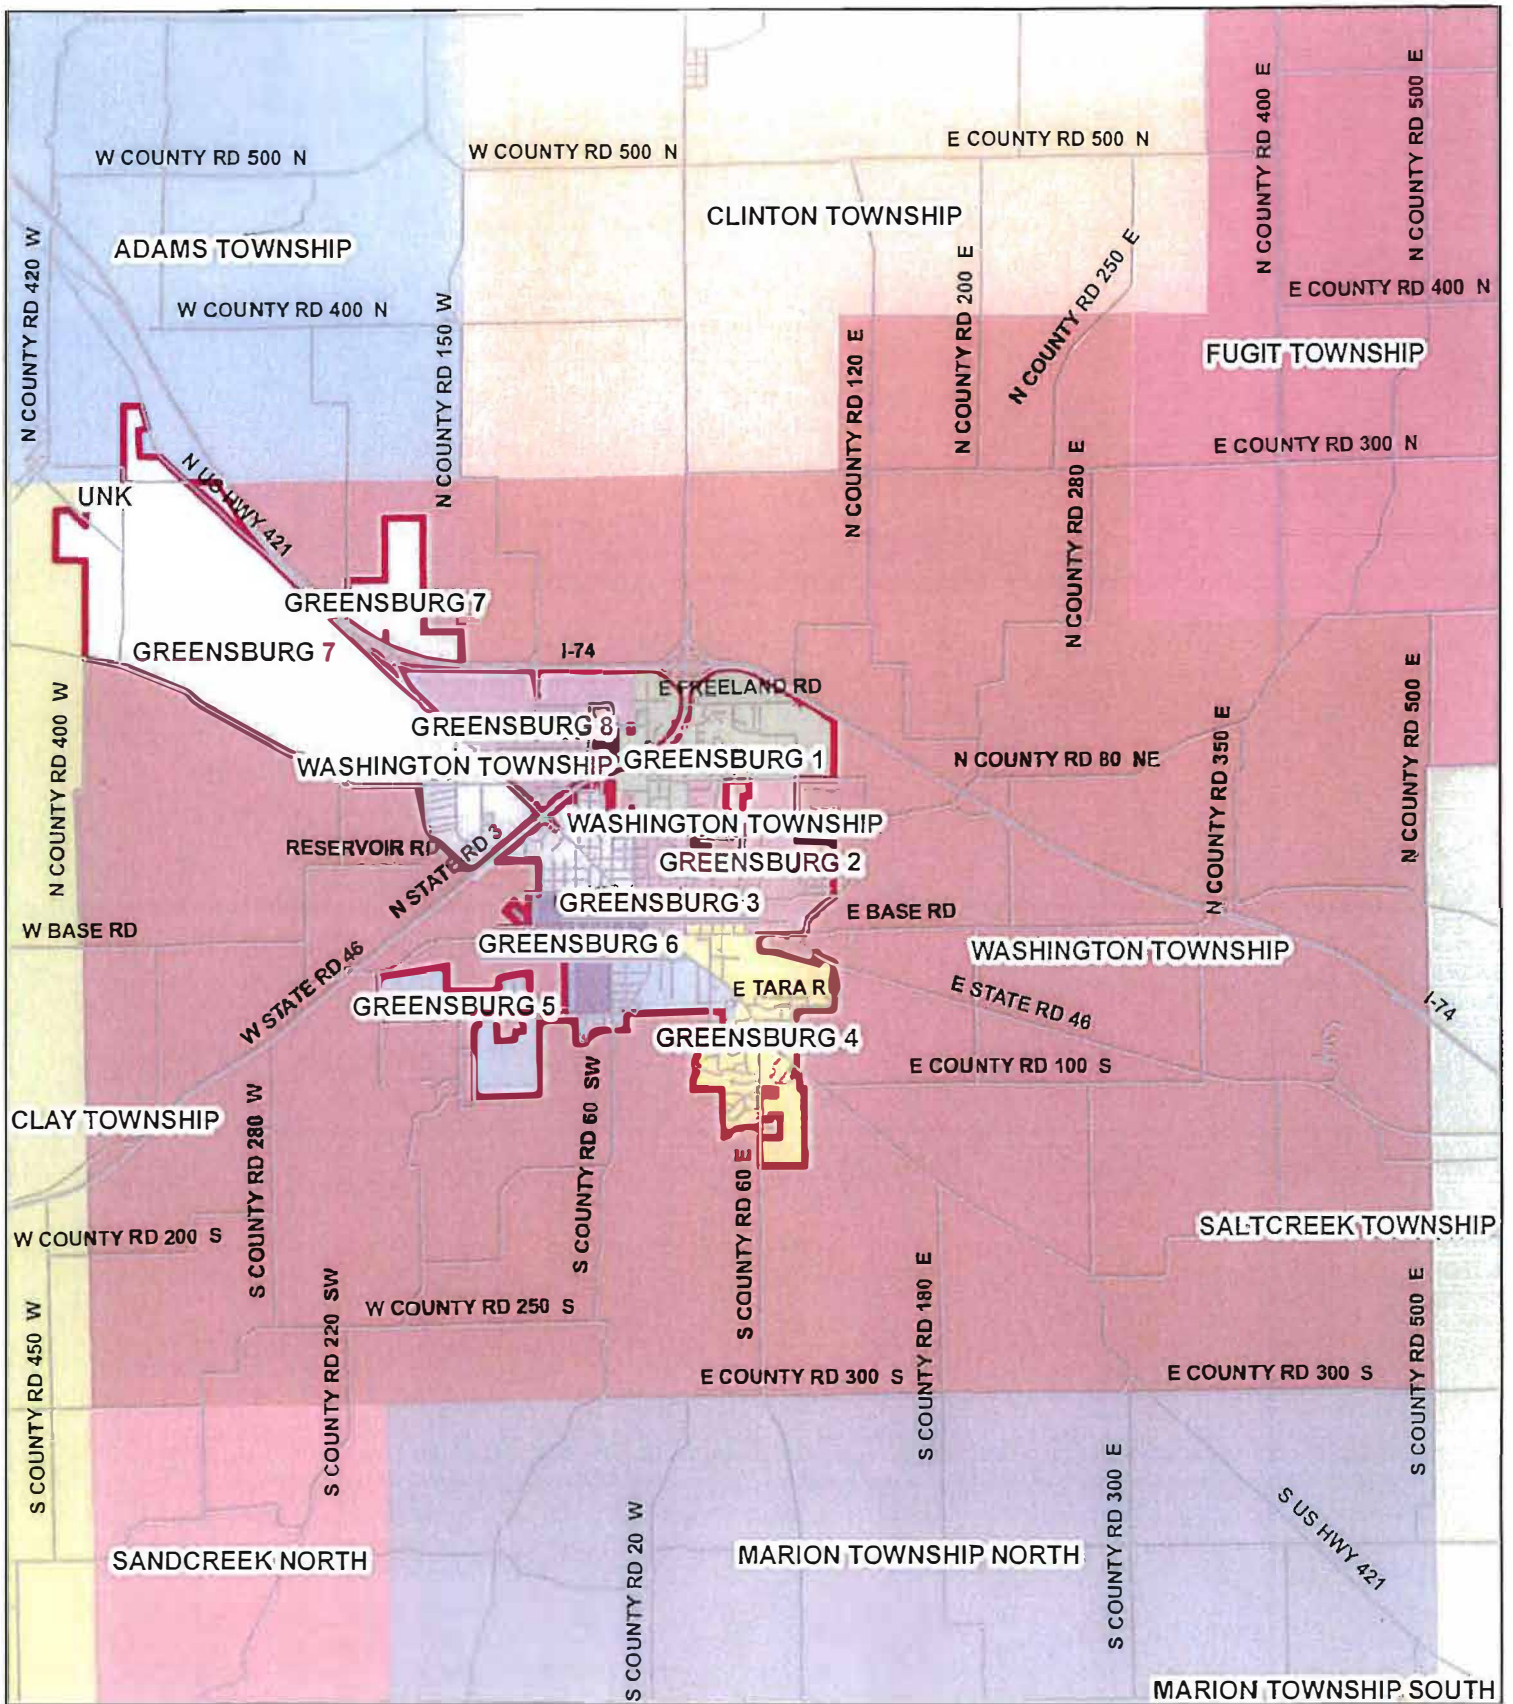 N COUNTY RD 400 E
N COUNTY RD 500 E
W COUNTY RD 500 N
W COUNTY RD 500 N
E COUNTY RD 500 N
CLINTON TOWNSHIP
ADAMS TOWNSHIP
N COUNTY RD 420 W
N COUNTY RD 200 E
N COUNTY RD 250 E
E COUNTY RD 400 N
W COUNTY RD 400 N
N COUNTY RD 150 W
N COUNTY RD 120 E
FUGIT TOWNSHIP
E COUNTY RD 300 N
N COUNTY RD 280 E
UNK
N US HWY 421
GREENSBURG 7
GREENSBURG 7
I-74
E FREELAND RD
N COUNTY RD 500 E
N COUNTY RD 400 W
GREENSBURG 8
N COUNTY RD 350 E
WASHINGTON TOWNSHIP
GREENSBURG 1
N COUNTY RD 80 NE
WASHINGTON TOWNSHIP
RESERVOIR RD
N STATE RD 3
GREENSBURG 2
GREENSBURG 3
E BASE RD
W BASE RD
GREENSBURG 6
WASHINGTON TOWNSHIP
W STATE RD 46
E TARA R
E STATE RD 46
GREENSBURG 5
I-74
GREENSBURG 4
E COUNTY RD 100 S
CLAY TOWNSHIP
S COUNTY RD 280 W
S COUNTY RD 60 SW
S COUNTY RD 60 E
SALTCREEK TOWNSHIP
W COUNTY RD 200 S
S COUNTY RD 180 E
S COUNTY RD 500 E
W COUNTY RD 250 S
S COUNTY RD 450 W
S COUNTY RD 220 SW
E COUNTY RD 300 S
E COUNTY RD 300 S
S COUNTY RD 300 E
S US HWY 421
S COUNTY RD 20 W
SANDCREEK NORTH
MARION TOWNSHIP NORTH
MARION TOWNSHIP SOUTH